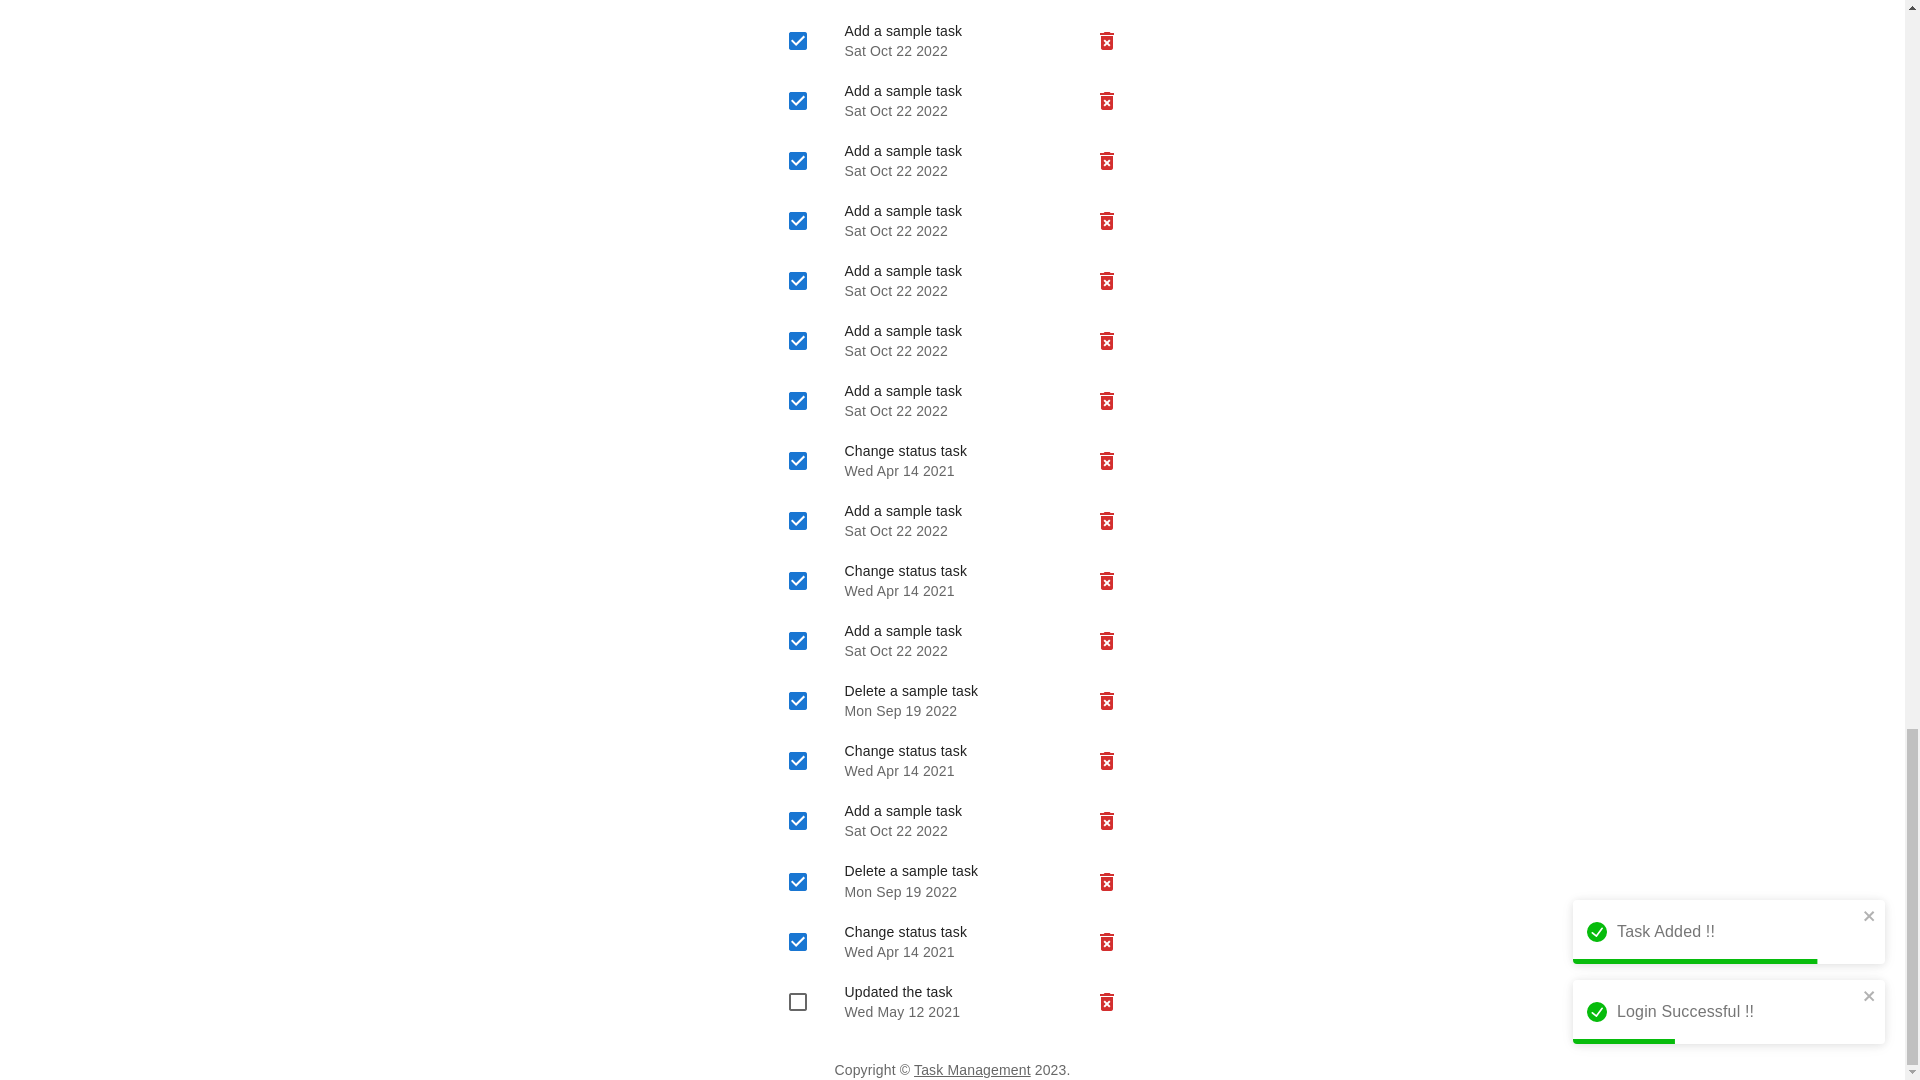 Add a sample task
Sat Oct 22 2022
Add a sample task
Sat Oct 22 2022
Add a sample task
Sat Oct 22 2022
Add a sample task
Sat Oct 22 2022
Add a sample task
Sat Oct 22 2022
Add a sample task
Sat Oct 22 2022
Add a sample task
Sat Oct 22 2022
Change status task
Wed Apr 14 2021
Add a sample task
Sat Oct 22 2022
Change status task
Wed Apr 14 2021
Add a sample task
Sat Oct 22 2022
Delete a sample task
Mon Sep 19 2022
Change status task
Wed Apr 14 2021
Add a sample task
Sat Oct 22 2022
Delete a sample task
Mon Sep 19 2022
Change status task
Wed Apr 14 2021
Updated the task
Wed May 12 2021
Copyright © Task Management 2023.
Task Added !!
Login Successful !!